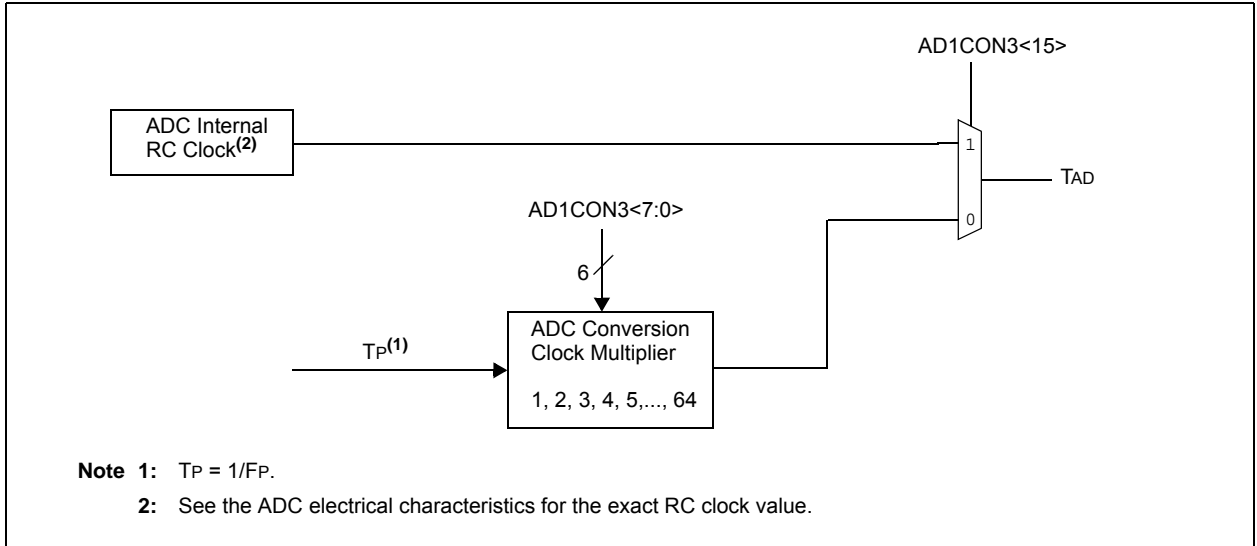 AD1CON3<15>
ADC Internal
RC Clock(2)
1
TAD
AD1CON3<7:0>
0
6
ADC Conversion
Clock Multiplier
TP(1)
1, 2, 3, 4, 5,..., 64
Note 1: TP = 1/FP.
2: See the ADC electrical characteristics for the exact RC clock value.